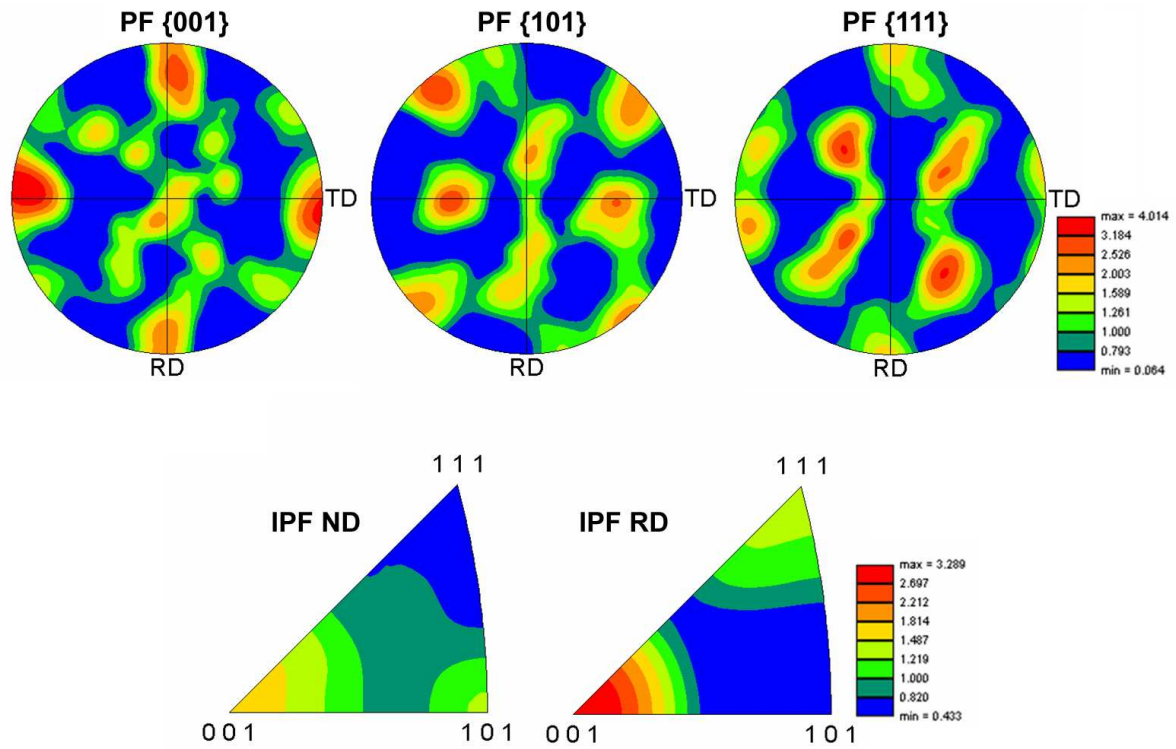 PF {001}
PF {101}
PF {111}
TD
TD
TD
RD
RD
RD
max = 4.014
3.184
2.526
2.003
1.589
1.261
1.000
0.793
min = 0.064
1 1 1
1 1 1
IPF ND
IPF RD
0 0 1
1 0 1
0 0 1
1 0 1
max = 3.289
2.697
2.212
1.814
1.487
1.219
1.000
0.820
min = 0.433